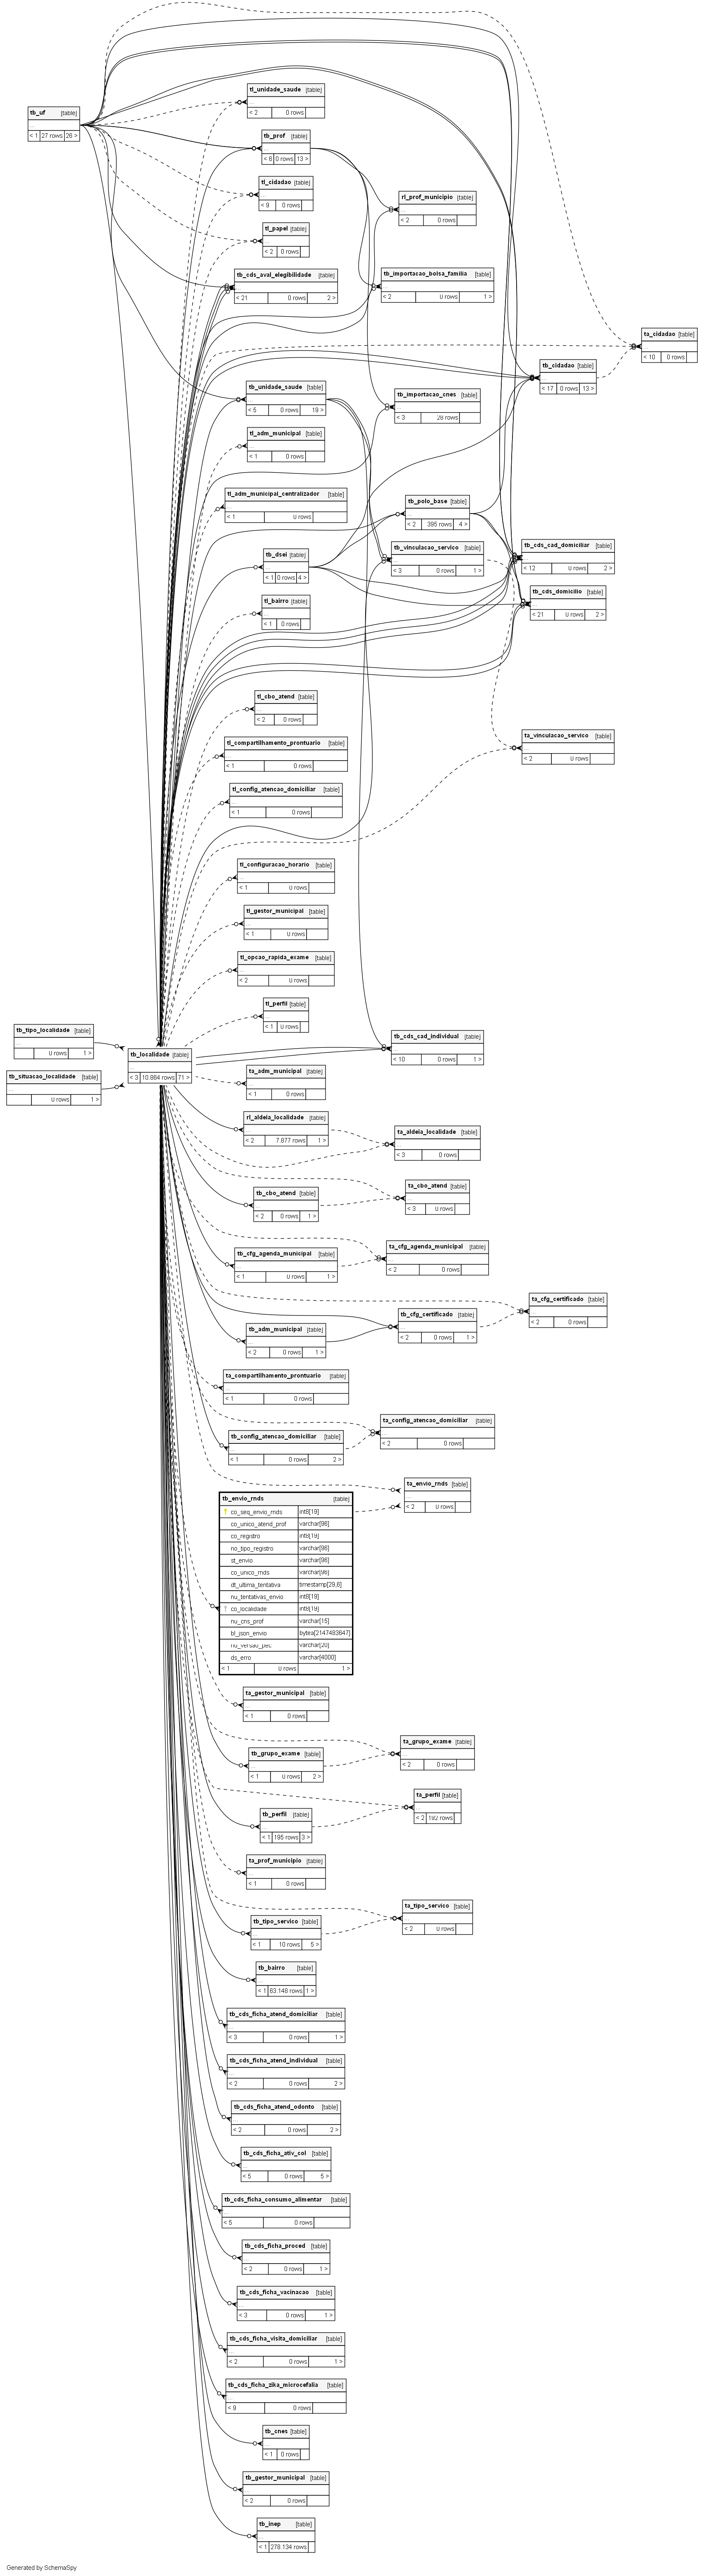 tl_unidade_saude [table]
...
< 2 0 rows
tb_uf [table]
...
< 1 27 rows 26 >
tb_prof [table]
...
< 6 0 rows 13 >
tl_cidadao [table]
...
< 9 0 rows
rl_prof_municipio [table]
...
< 2 0 rows
tl_papel [table]
...
< 2 0 rows
tb_cds_aval_elegibilidade [table]
...
< 21 0 rows 2 >
tb_importacao_bolsa_familia [table]
...
< 2 0 rows 1 >
ta_cidadao [table]
...
< 10 0 rows
tb_cidadao [table]
...
< 17 0 rows 13 >
tb_unidade_saude [table]
...
< 5 0 rows 19 >
tb_importacao_cnes [table]
...
< 3 28 rows
tl_adm_municipal [table]
...
< 1 0 rows
tl_adm_municipal_centralizador [table]
...
< 1 0 rows
tb_polo_base [table]
...
< 2 395 rows 4 >
tb_dsei [table]
...
< 1 0 rows 4 >
tb_vinculacao_servico [table]
...
< 3 0 rows 1 >
tb_cds_cad_domiciliar [table]
...
< 12 0 rows 2 >
tb_cds_domicilio [table]
...
< 21 0 rows 2 >
tl_bairro [table]
...
< 1 0 rows
tl_cbo_atend [table]
...
< 2 0 rows
ta_vinculacao_servico [table]
...
< 2 0 rows
tl_compartilhamento_prontuario [table]
...
< 1 0 rows
tl_config_atencao_domiciliar [table]
...
< 1 0 rows
tl_configuracao_horario [table]
...
< 1 0 rows
tl_gestor_municipal [table]
...
< 1 0 rows
tl_opcao_rapida_exame [table]
...
< 2 0 rows
tl_perfil [table]
...
< 1 0 rows
tb_tipo_localidade [table]
...
0 rows 1 >
tb_situacao_localidade [table]
...
0 rows 1 >
tb_localidade [table]
...
< 3 10.864 rows 71 >
tb_cds_cad_individual [table]
...
< 10 0 rows 1 >
ta_adm_municipal [table]
...
< 1 0 rows
rl_aldeia_localidade [table]
...
< 2 7.877 rows 1 >
ta_aldeia_localidade [table]
...
< 3 0 rows
tb_cbo_atend [table]
...
< 2 0 rows 1 >
ta_cbo_atend [table]
...
< 3 0 rows
tb_cfg_agenda_municipal [table]
...
< 1 0 rows 1 >
ta_cfg_agenda_municipal [table]
...
< 2 0 rows
tb_adm_municipal [table]
...
< 2 0 rows 1 >
tb_cfg_certificado [table]
...
< 2 0 rows 1 >
ta_cfg_certificado [table]
...
< 2 0 rows
ta_compartilhamento_prontuario [table]
...
< 1 0 rows
tb_config_atencao_domiciliar [table]
...
< 1 0 rows 2 >
ta_config_atencao_domiciliar [table]
...
< 2 0 rows
ta_envio_rnds [table]
...
< 2 0 rows
tb_envio_rnds [table]
co_seq_envio_rnds int8[19]
co_unico_atend_prof varchar[98]
co_registro int8[19]
no_tipo_registro varchar[98]
st_envio varchar[98]
co_unico_rnds varchar[98]
dt_ultima_tentativa timestamp[29,6]
nu_tentativas_envio int8[19]
co_localidade int8[19]
nu_cns_prof varchar[15]
bl_json_envio bytea[2147483647]
nu_versao_pec varchar[20]
ds_erro varchar[4000]
< 1 0 rows 1 >
ta_gestor_municipal [table]
...
< 1 0 rows
tb_grupo_exame [table]
...
< 1 0 rows 2 >
ta_grupo_exame [table]
...
< 2 0 rows
tb_perfil [table]
...
< 1 195 rows 3 >
ta_perfil [table]
...
< 2 192 rows
ta_prof_municipio [table]
...
< 1 0 rows
tb_tipo_servico [table]
...
< 1 10 rows 5 >
ta_tipo_servico [table]
...
< 2 0 rows
tb_bairro [table]
...
< 1 63.148 rows 1 >
tb_cds_ficha_atend_domiciliar [table]
...
< 3 0 rows 1 >
tb_cds_ficha_atend_individual [table]
...
< 2 0 rows 2 >
tb_cds_ficha_atend_odonto [table]
...
< 2 0 rows 2 >
tb_cds_ficha_ativ_col [table]
...
< 5 0 rows 5 >
tb_cds_ficha_consumo_alimentar [table]
...
< 5 0 rows
tb_cds_ficha_proced [table]
...
< 2 0 rows 1 >
tb_cds_ficha_vacinacao [table]
...
< 3 0 rows 1 >
tb_cds_ficha_visita_domiciliar [table]
...
< 2 0 rows 1 >
tb_cds_ficha_zika_microcefalia [table]
...
< 9 0 rows
tb_cnes [table]
...
< 1 0 rows
tb_gestor_municipal [table]
...
< 2 0 rows
tb_inep [table]
...
< 1 278.134 rows
Generated by SchemaSpy